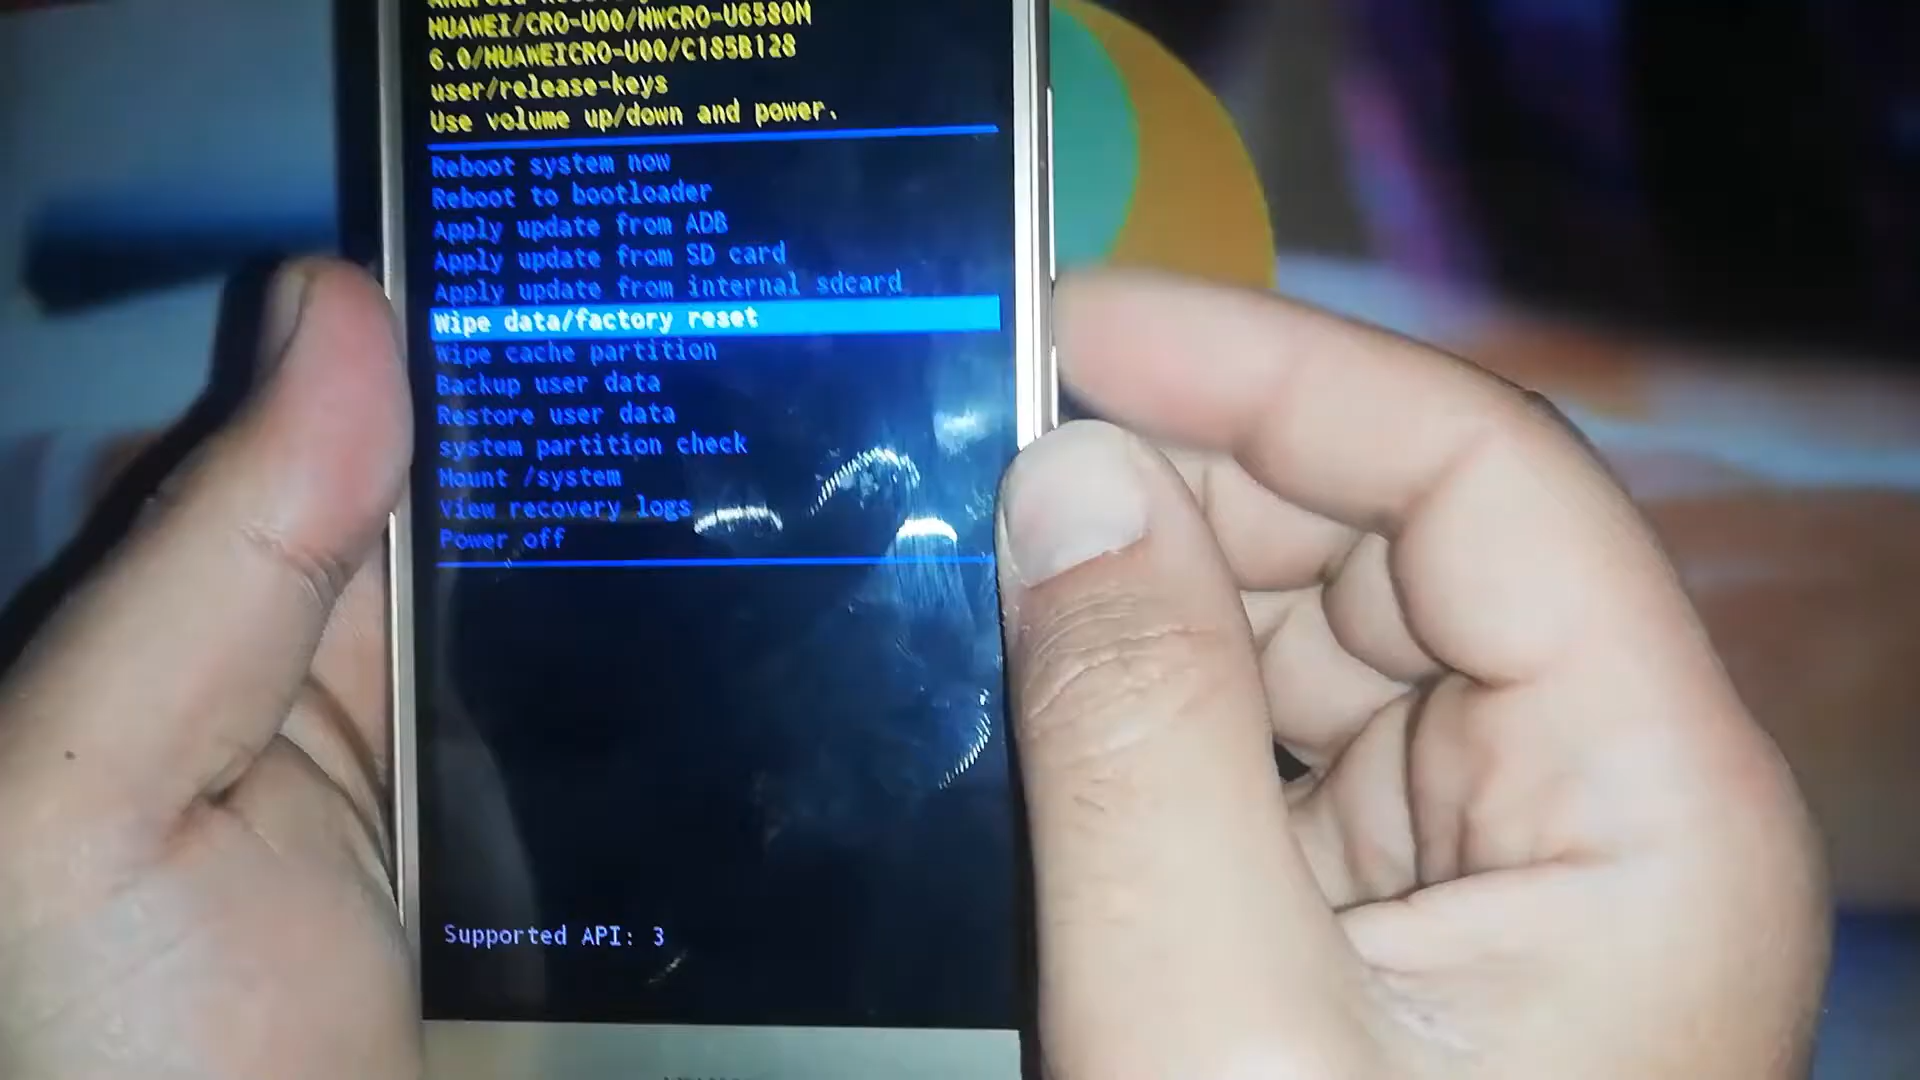 Android Recovery
HUAWEI/CRO-U00/HWCRO-U6580M
6.0/HUAWEICRO-U00/C185B128
user/release-keys
Use volume up/down and power.
Reboot system now
Reboot to bootloader
Apply update from ADB
Apply update from SD card
Apply update from internal sdcard
Wipe data/factory reset
Wipe cache partition
Backup user data
Restore user data
system partition check
Mount /system
View recovery logs
Power off
Supported API: 3